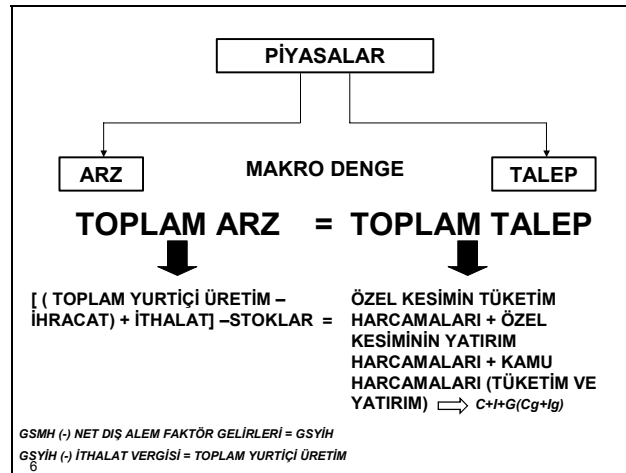 PİYASALAR
ARZ
MAKRO DENGE
TALEP
TOPLAM ARZ = TOPLAM TALEP
[ ( TOPLAM YURTİÇİ ÜRETİM –
İHRACAT) + İTHALAT] –STOKLAR =
ÖZEL KESİMİN TÜKETİM
HARCAMALARI + ÖZEL
KESİMİNİN YATIRIM
HARCAMALARI + KAMU
HARCAMALARI (TÜKETİM VE
YATIRIM) C+I+G(Cg+Ig)
GSMH (-) NET DIŞ ALEM FAKTÖR GELİRLERİ = GSYİH
GSYİH (-) İTHALAT VERGİSİ = TOPLAM YURTİÇİ ÜRETİM
6